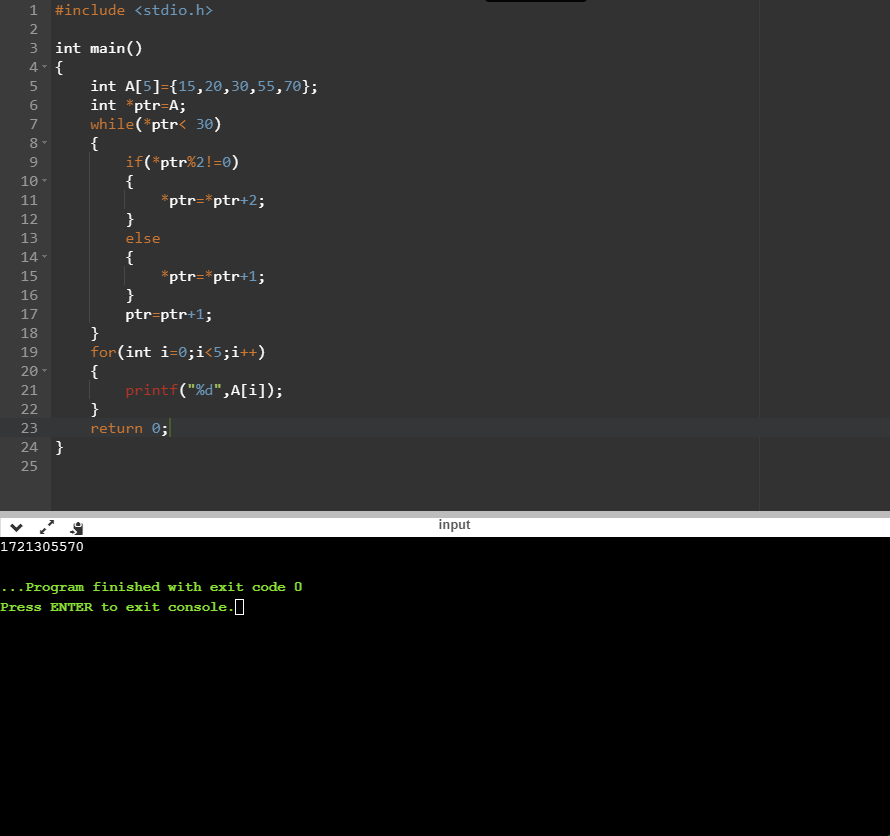 1 #include <stdio.h>
2
3 int main()
4 {
5     int A[5]={15,20,30,55,70};
6     int *ptr=A;
7     while(*ptr< 30)
8     {
9         if(*ptr%2!=0)
10         {
11             *ptr=*ptr+2;
12         }
13         else
14         {
15             *ptr=*ptr+1;
16         }
17         ptr=ptr+1;
18     }
19     for(int i=0;i<5;i++)
20     {
21         printf("%d",A[i]);
22     }
23     return 0;
24 }
25
input
1721305570
...Program finished with exit code 0
Press ENTER to exit console.